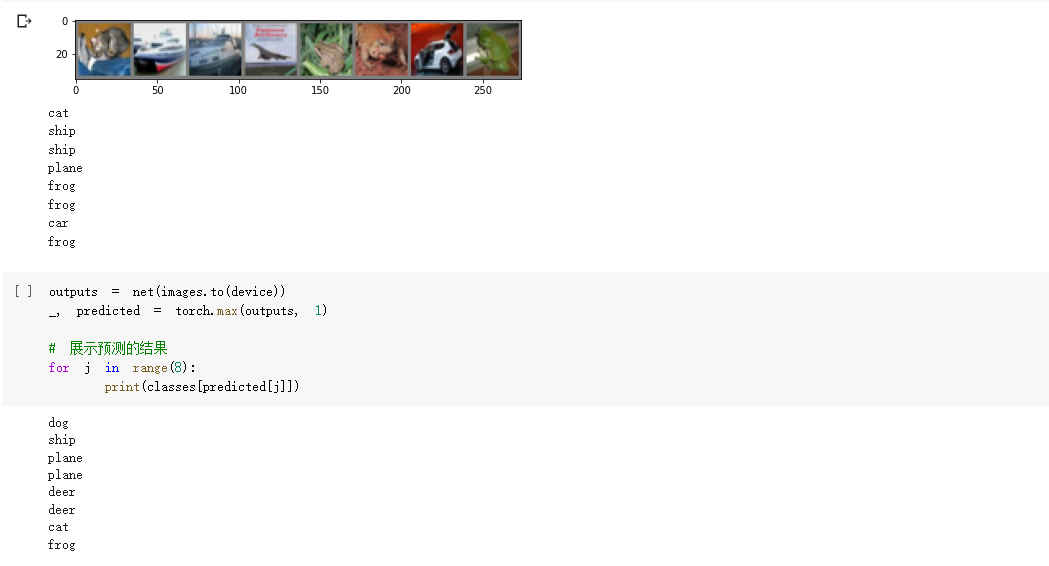 0
20
0 50 100 150 200 250
cat
ship
ship
plane
frog
frog
car
frog
[ ] outputs = net(images.to(device))
_, predicted = torch.max(outputs, 1)
# 展示预测的结果
for j in range(8):
print(classes[predicted[j]])
dog
ship
plane
plane
deer
deer
cat
frog